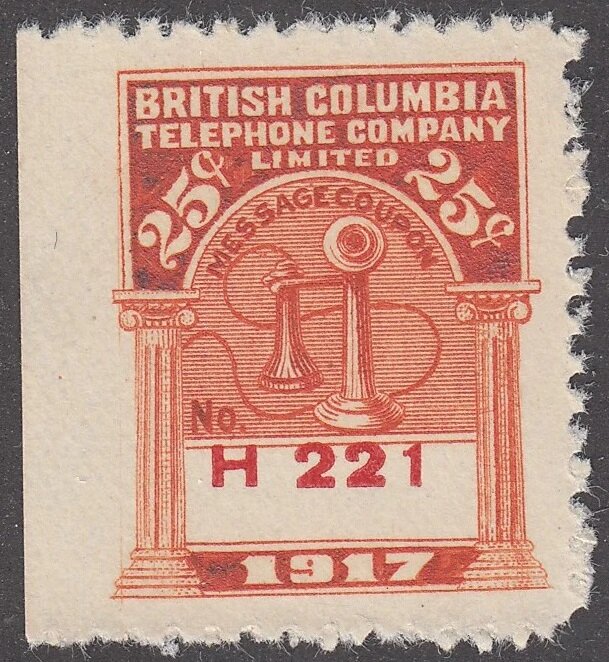 BRITISH COLUMBIA
TELEPHONE COMPANY
LIMITED
25¢ 25¢
MESSAGE COUPON
No.
H 221
1917